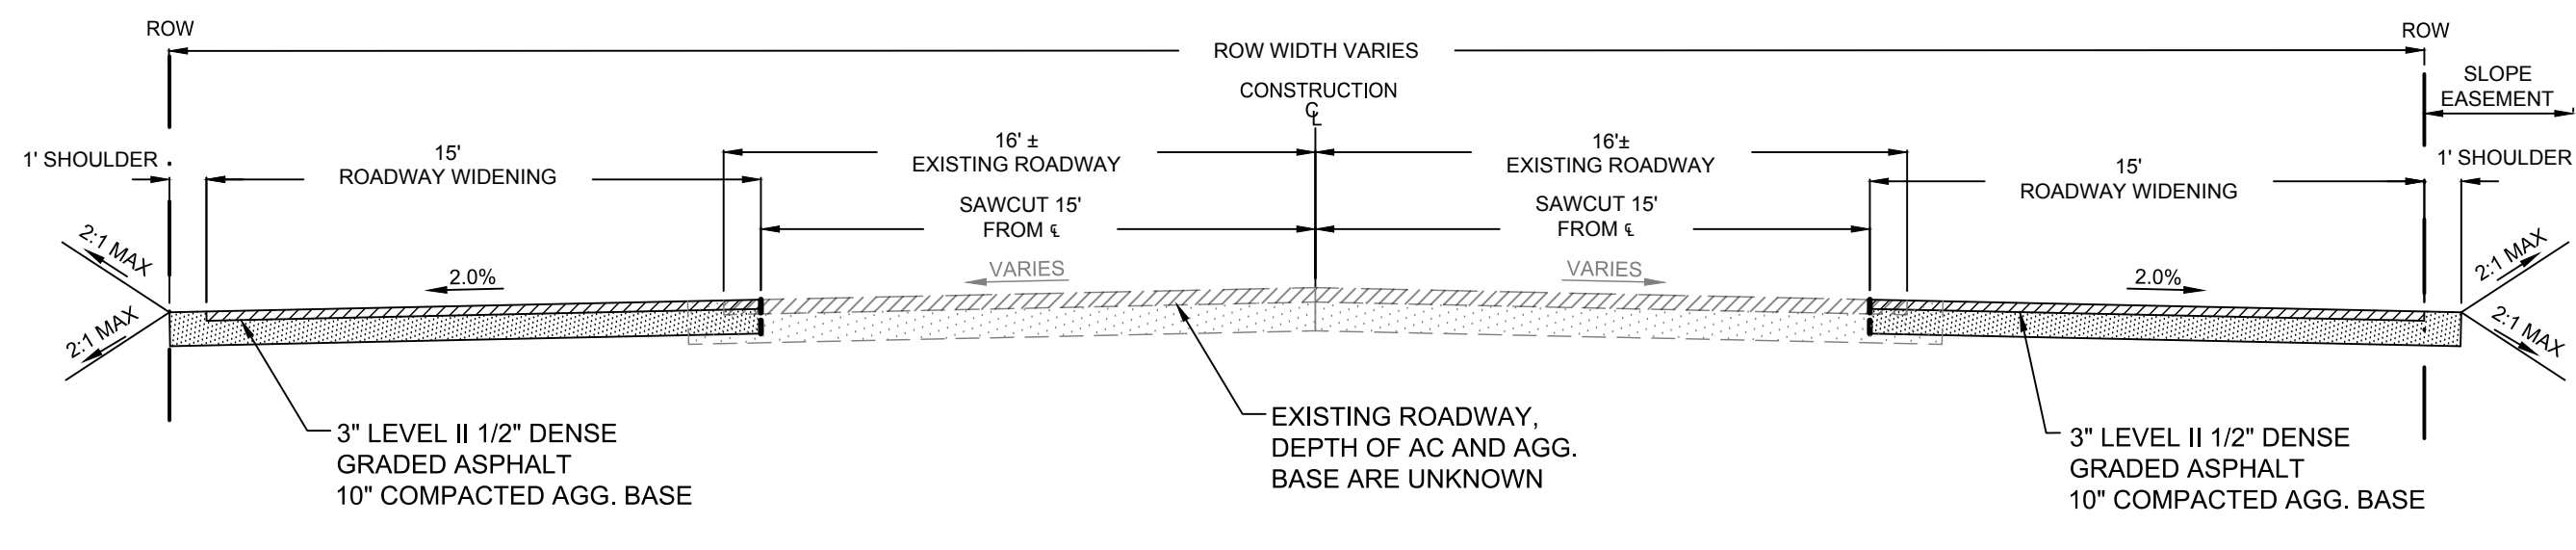 ROW
ROW
ROW WIDTH VARIES
SLOPE
EASEMENT
CONSTRUCTION
℄
16' ±
EXISTING ROADWAY
16'±
EXISTING ROADWAY
1' SHOULDER
15'
ROADWAY WIDENING
15'
ROADWAY WIDENING
1' SHOULDER
SAWCUT 15'
FROM ℄
SAWCUT 15'
FROM ℄
2:1 MAX
2:1 MAX
2.0%
VARIES
VARIES
2.0%
2:1 MAX
2:1 MAX
3" LEVEL II 1/2" DENSE
GRADED ASPHALT
10" COMPACTED AGG. BASE
EXISTING ROADWAY,
DEPTH OF AC AND AGG.
BASE ARE UNKNOWN
3" LEVEL II 1/2" DENSE
GRADED ASPHALT
10" COMPACTED AGG. BASE